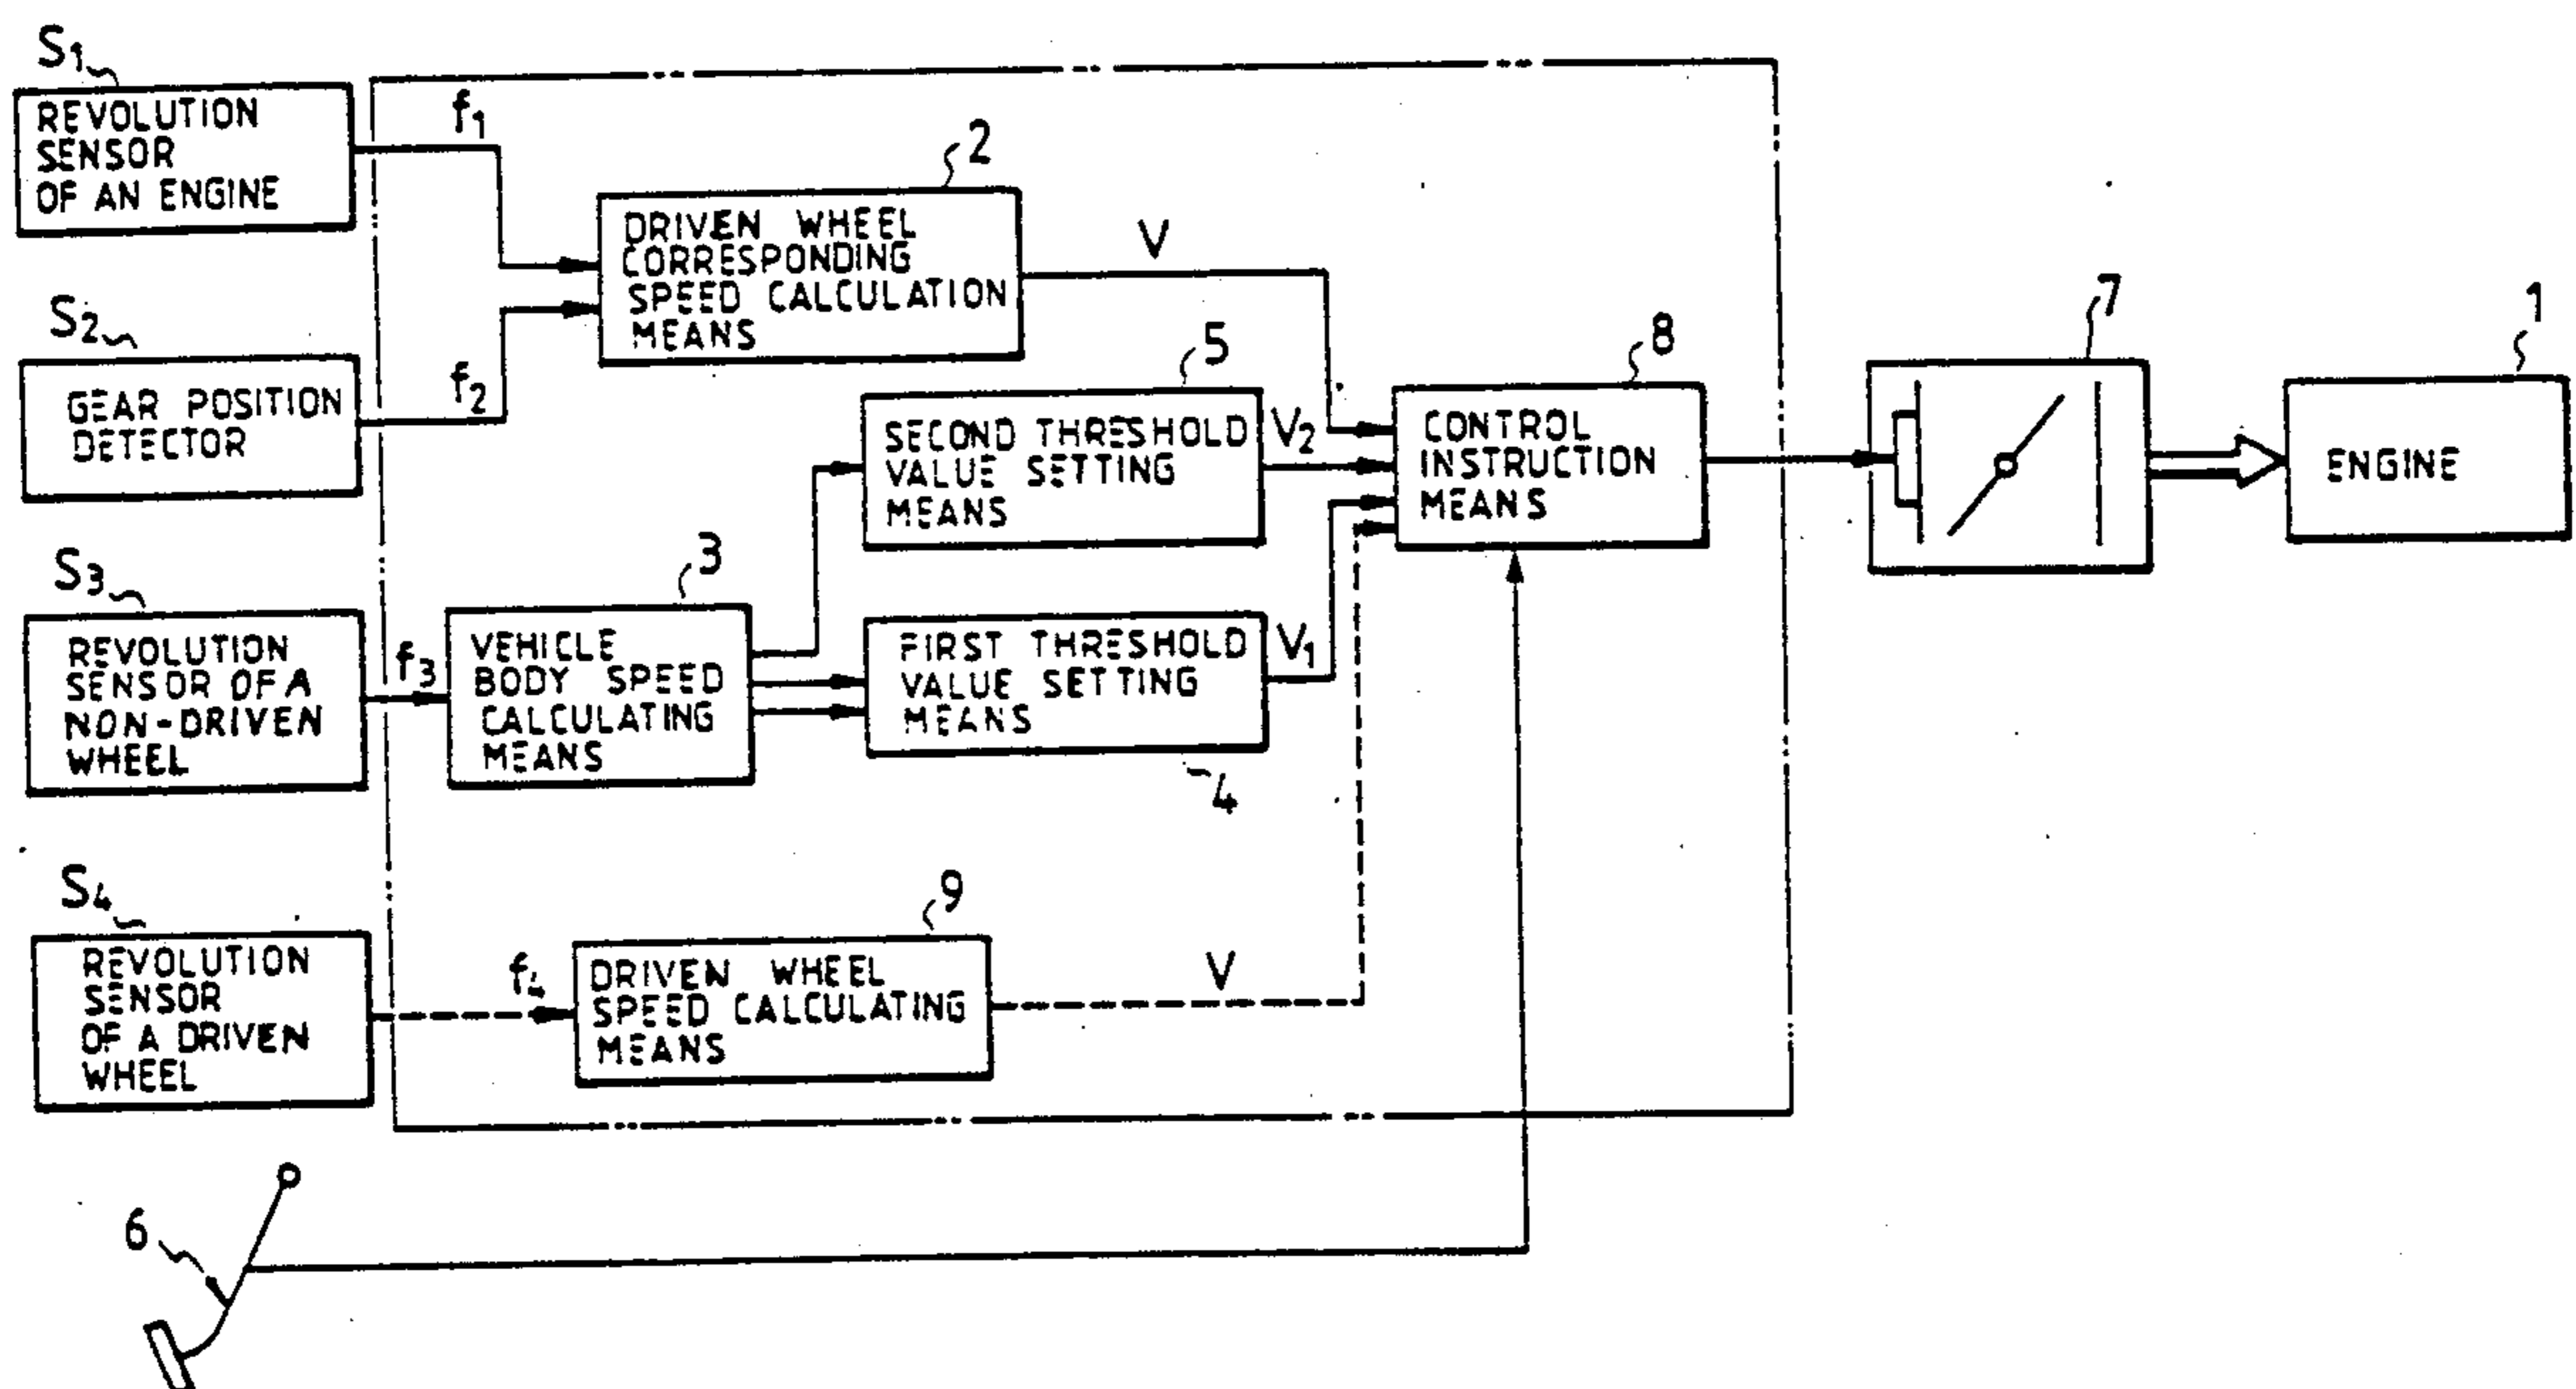 S1
REVOLUTION
SENSOR
OF AN ENGINE
f1
2
DRIVEN WHEEL
CORRESPONDING
SPEED CALCULATION
MEANS
V
S2
GEAR POSITION
DETECTOR
f2
5
SECOND THRESHOLD
VALUE SETTING
MEANS
V2
8
CONTROL
INSTRUCTION
MEANS
7
1
ENGINE
S3
REVOLUTION
SENSOR OF A
NON-DRIVEN
WHEEL
f3
3
VEHICLE
BODY SPEED
CALCULATING
MEANS
FIRST THRESHOLD
VALUE SETTING
MEANS
V1
4
S4
REVOLUTION
SENSOR
OF A DRIVEN
WHEEL
f4
9
DRIVEN WHEEL
SPEED CALCULATING
MEANS
V
6